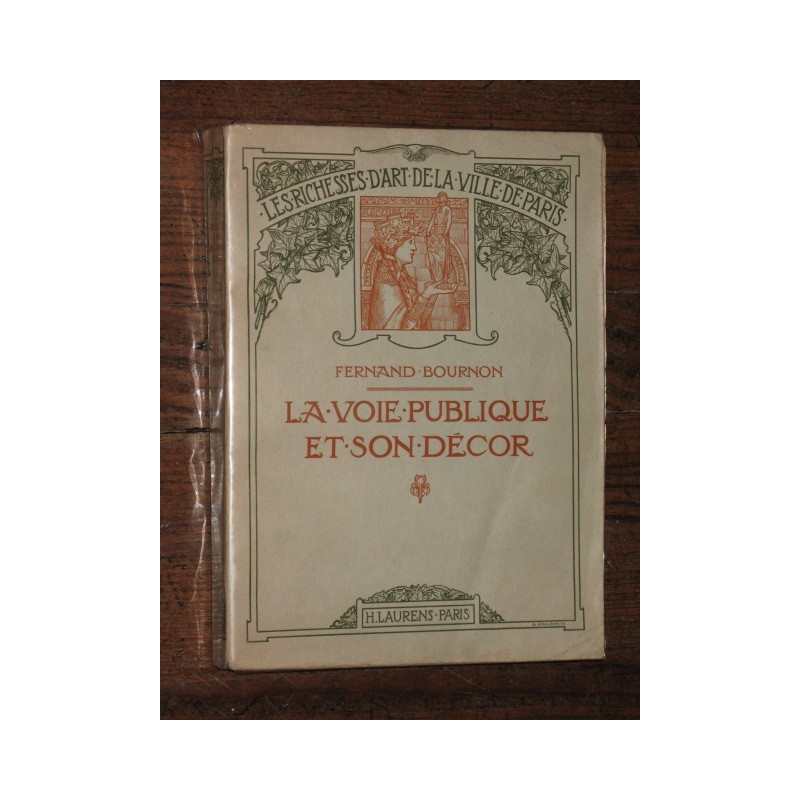 ·LES·RICHESSES·D'ART·DE·LA·VILLE·DE·PARIS·
FERNAND·BOURNON
LA·VOIE·PUBLIQUE
ET·SON·DÉCOR
H.LAURENS·PARIS